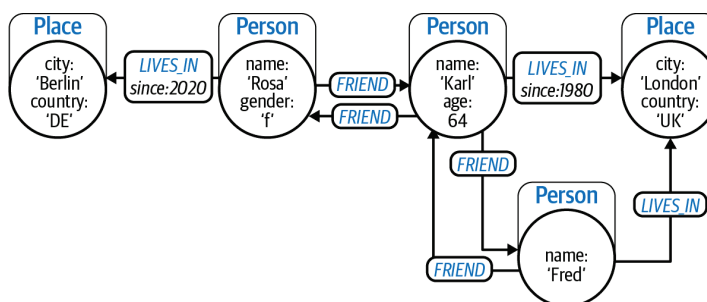 Place
city:
'Berlin'
country:
'DE'
LIVES_IN
since:2020
Person
name:
'Rosa'
gender:
'f'
FRIEND
FRIEND
Person
name:
'Karl'
age:
64
LIVES_IN
since:1980
Place
city:
'London'
country:
'UK'
FRIEND
Person
name:
'Fred'
FRIEND
LIVES_IN